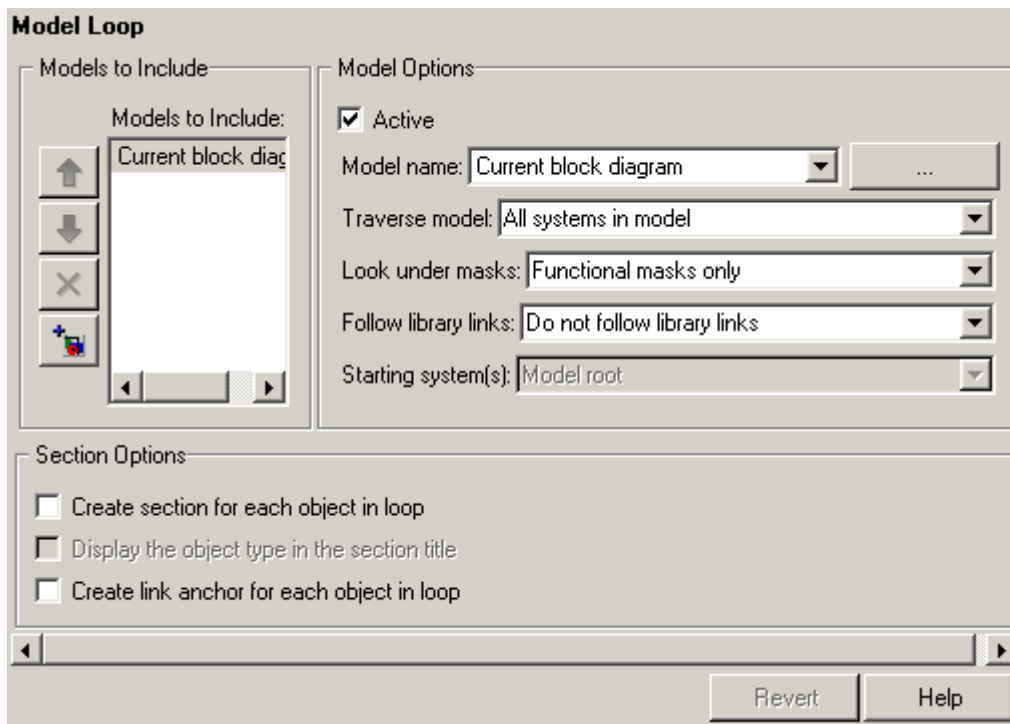 Model Loop
Models to Include
Models to Include:
Current block diag
Model Options
Active
Model name: Current block diagram
...
Traverse model: All systems in model
Look under masks: Functional masks only
Follow library links: Do not follow library links
Starting system(s): Model root
Section Options
Create section for each object in loop
Display the object type in the section title
Create link anchor for each object in loop
Revert
Help